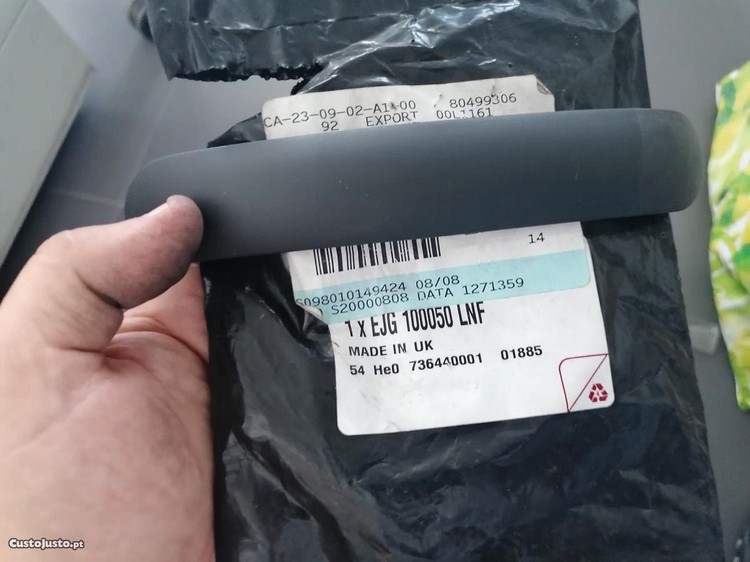 CA-23-09-02-A1-00 80499306
92 EXPORT 00L1161
14
S098010149424 08/08
S20000808 DATA 1271359
1 X EJG 100050 LNF
MADE IN UK
54 He0 736440001 01885
CustoJusto.pt